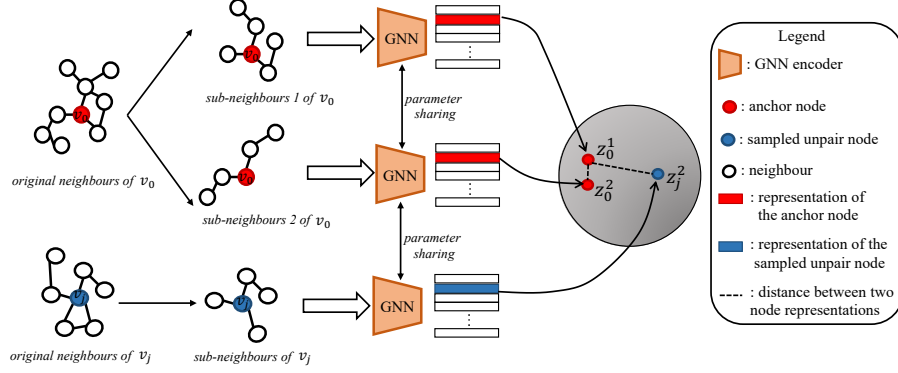 v₀
original neighbours of v₀
v₀
sub-neighbours 1 of v₀
v₀
sub-neighbours 2 of v₀
vⱼ
original neighbours of vⱼ
vⱼ
sub-neighbours of vⱼ
GNN
parameter
sharing
GNN
parameter
sharing
GNN
z₀¹
z₀²
zⱼ²
Legend
: GNN encoder
: anchor node
: sampled unpair node
: neighbour
: representation of
the anchor node
: representation of the
sampled unpair node
: distance between two
node representations